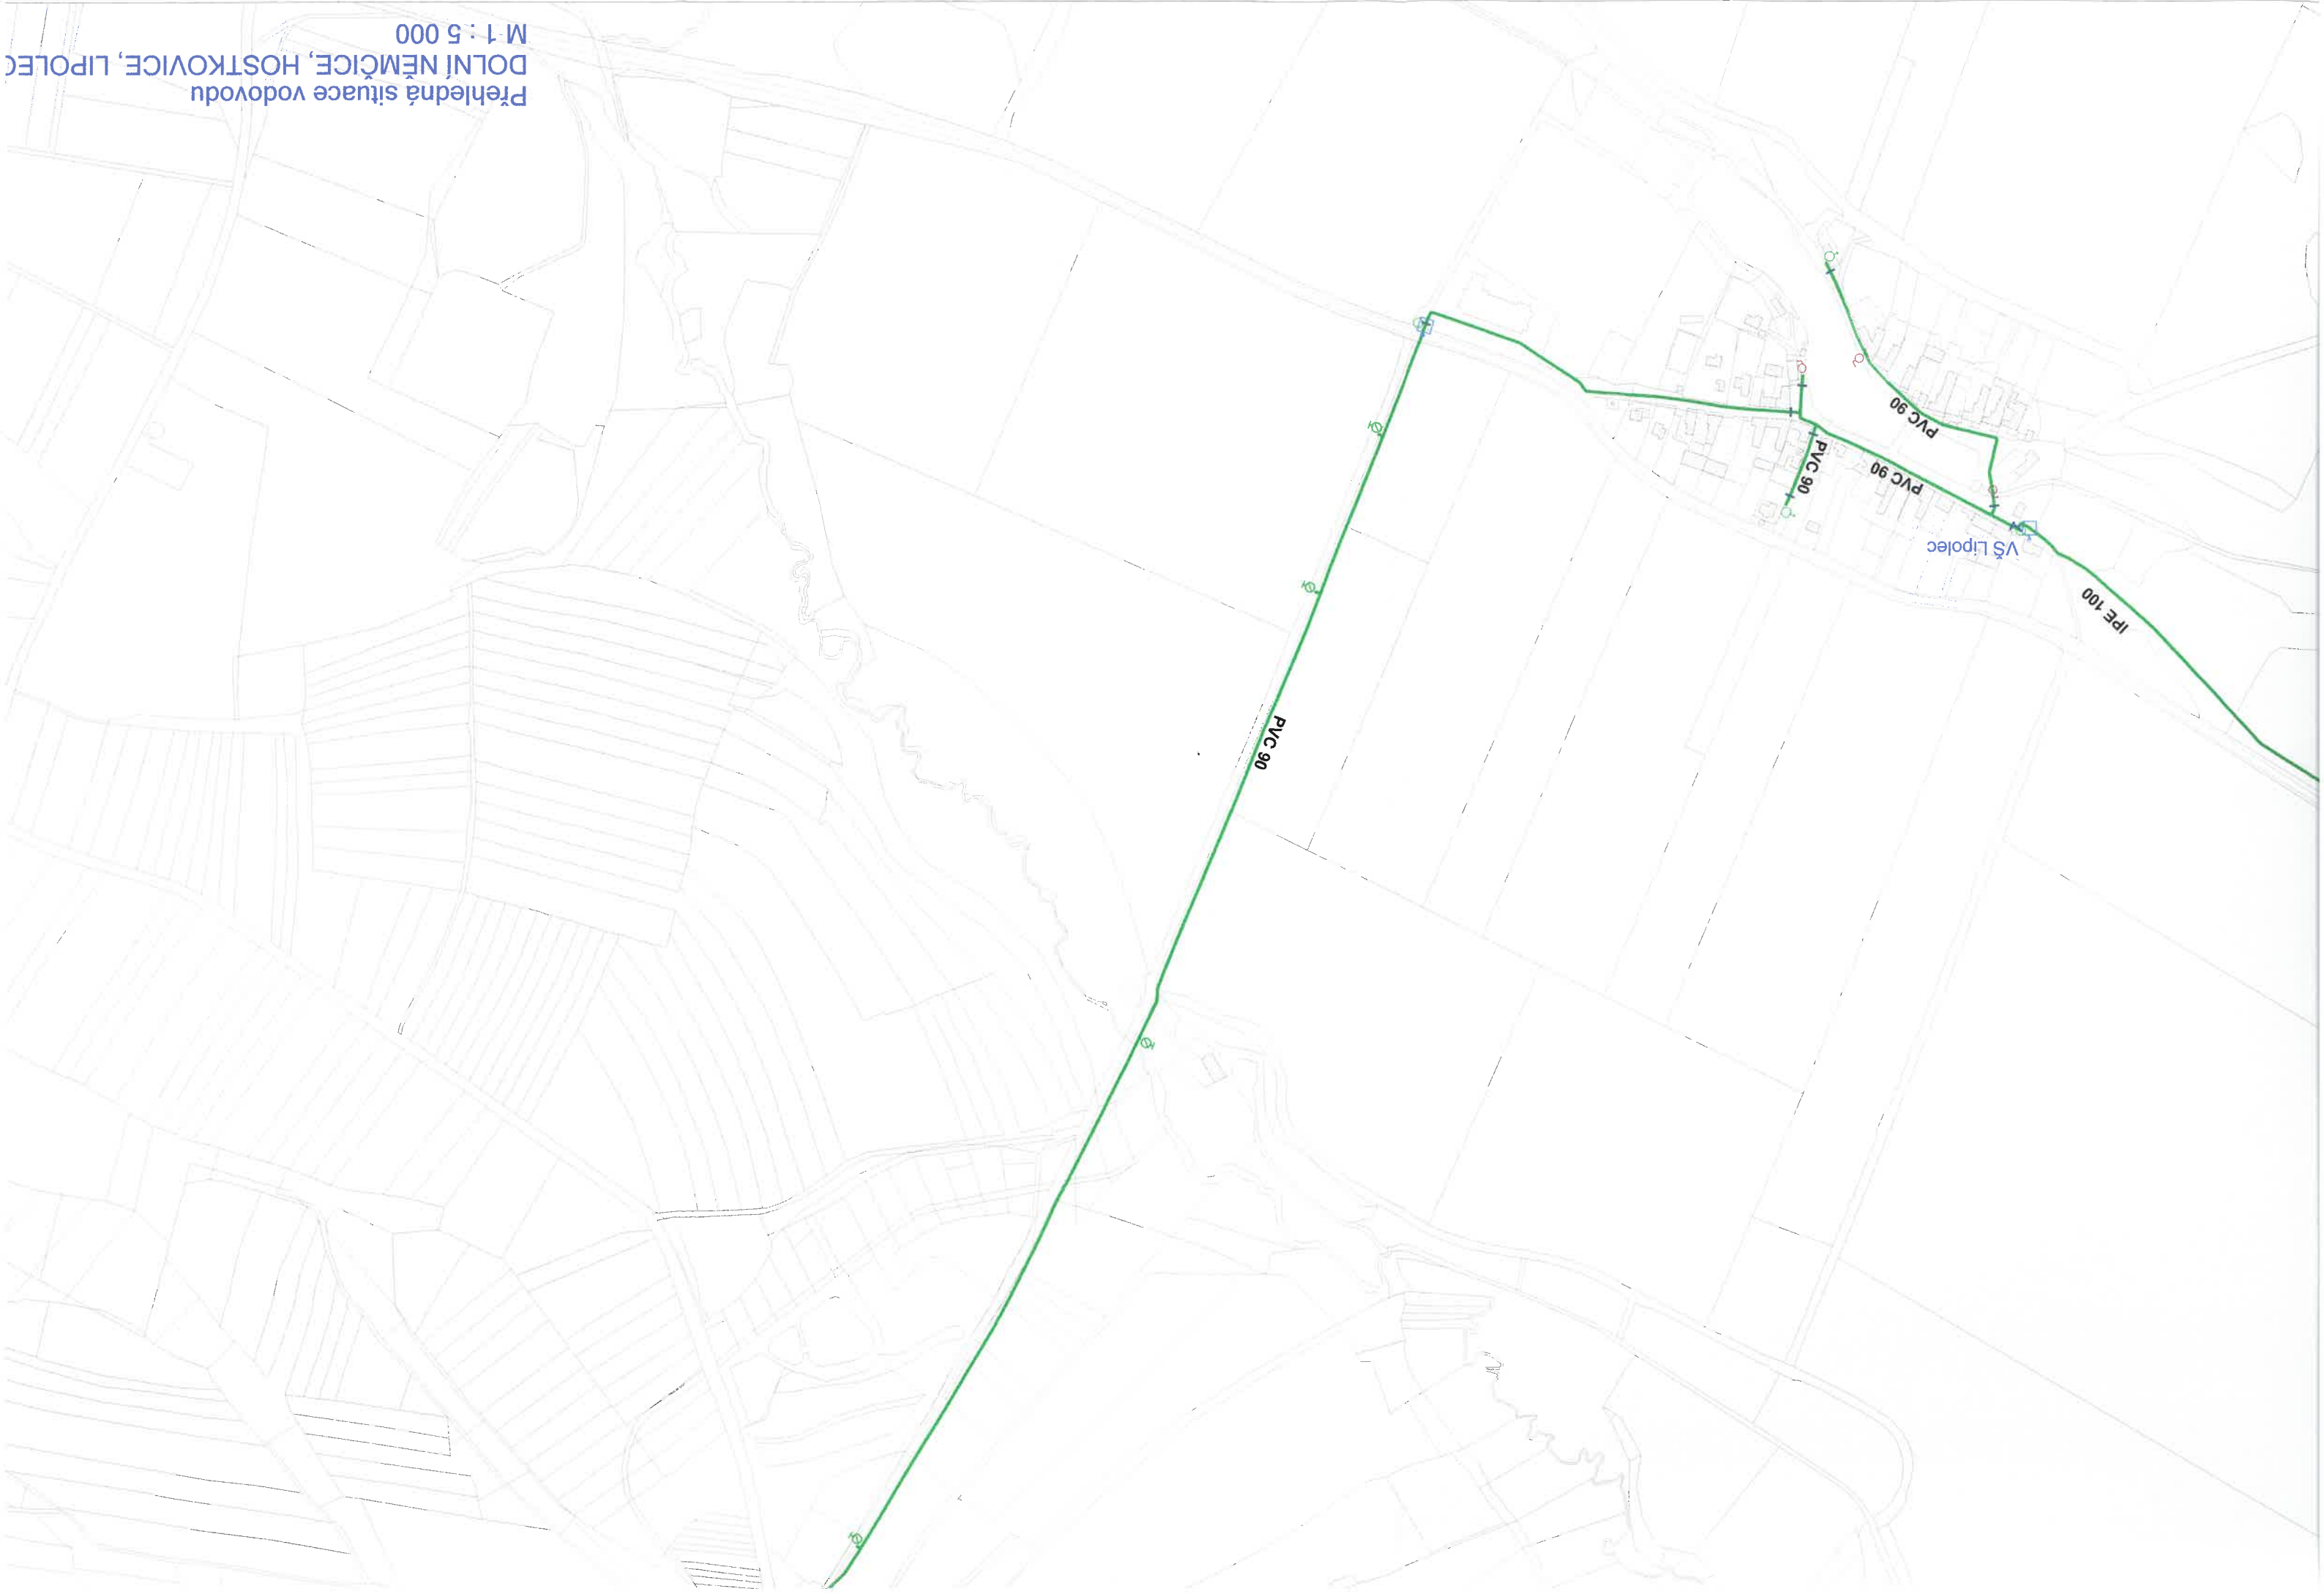 Přehledná situace vodovodu
DOLNÍ NĚMČICE, HOSTKOVICE, LIPOLEC
M 1 : 5 000
IPE 100
VŠ Lipolec
PVC 90
PVC 90
PVC 90
PVC 90